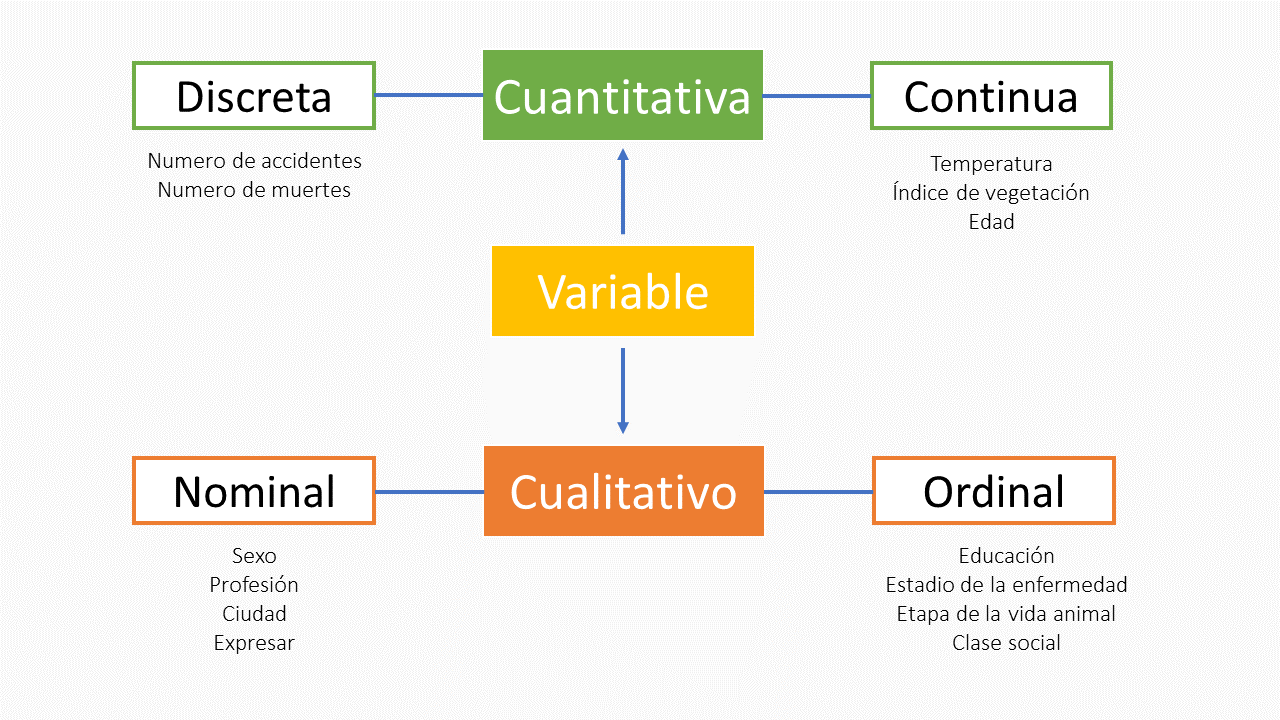 Discreta
Cuantitativa
Continua
Numero de accidentes
Numero de muertes
Temperatura
Índice de vegetación
Edad
Variable
Nominal
Cualitativo
Ordinal
Sexo
Profesión
Ciudad
Expresar
Educación
Estadio de la enfermedad
Etapa de la vida animal
Clase social